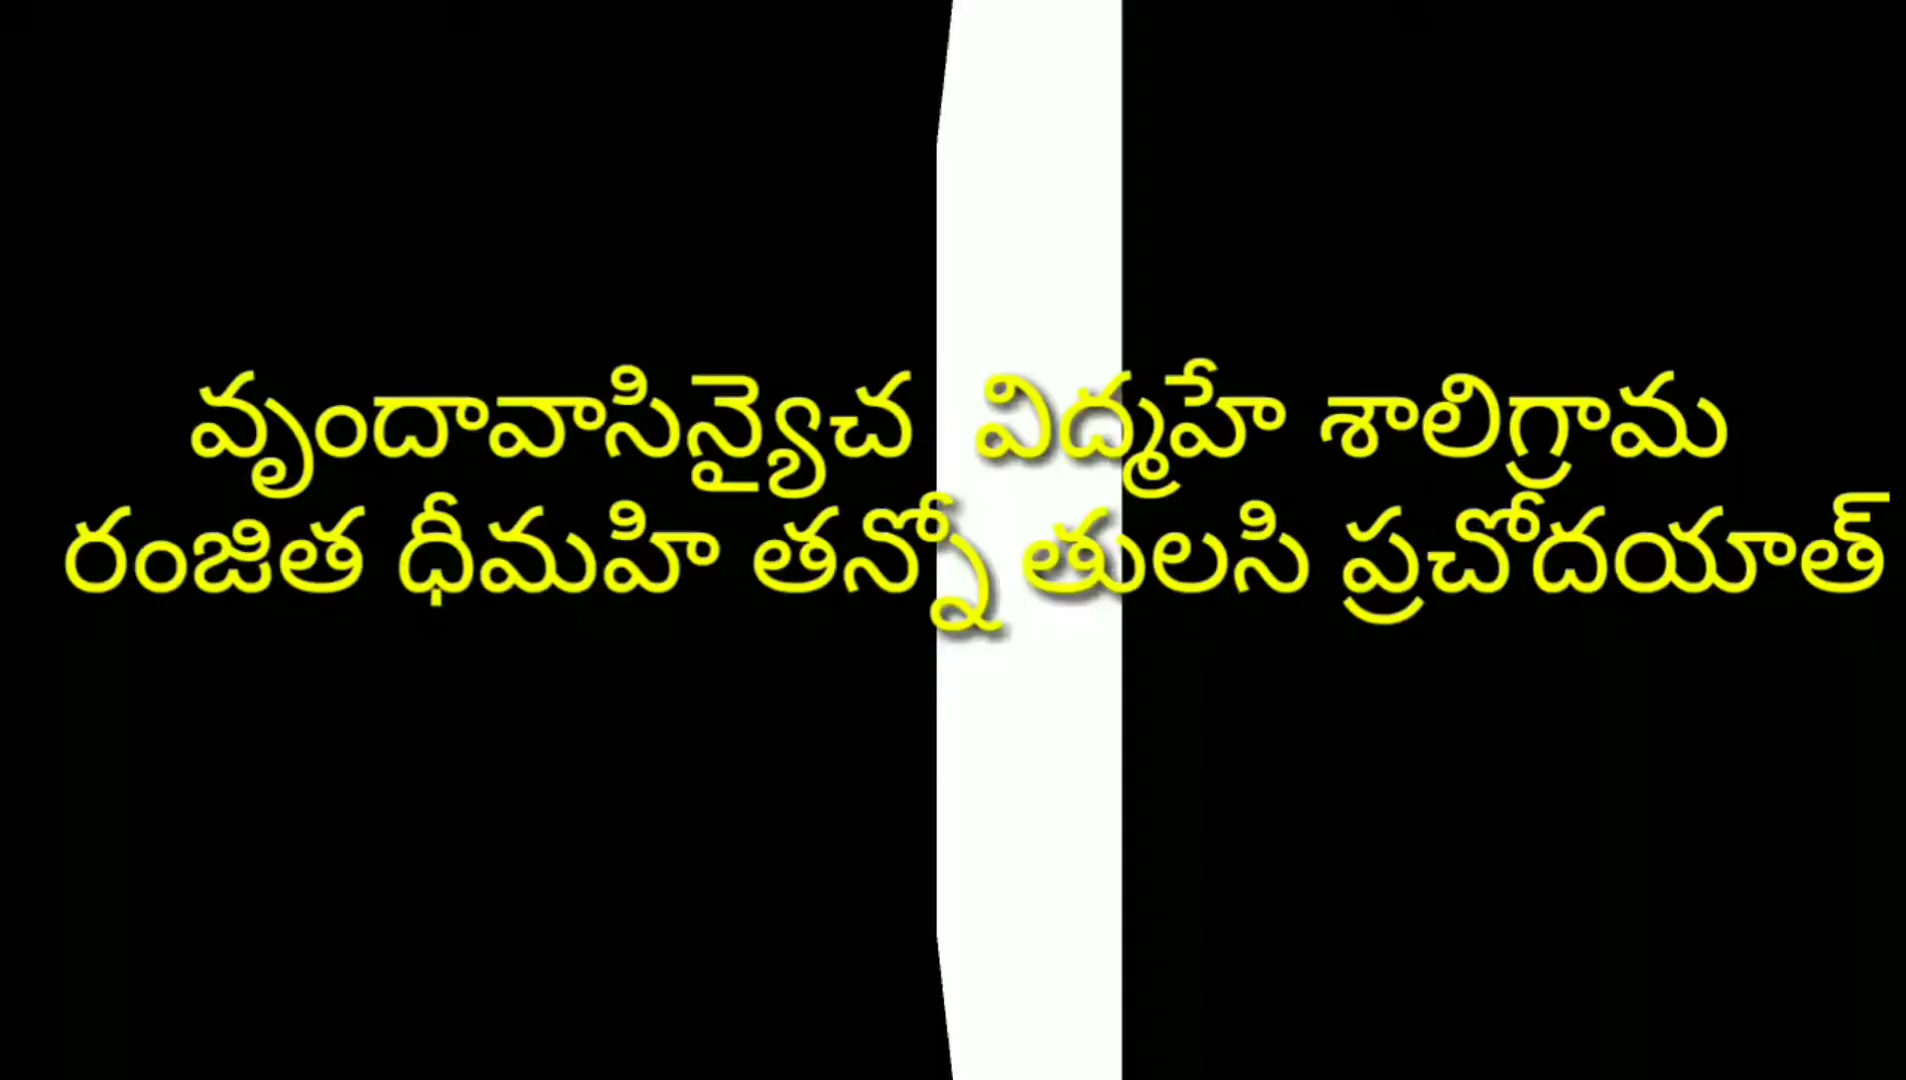 వృందావాసిన్యైచ విద్మహే శాలిగ్రామ
రంజిత ధీమహి తన్నో తులసి ప్రచోదయాత్